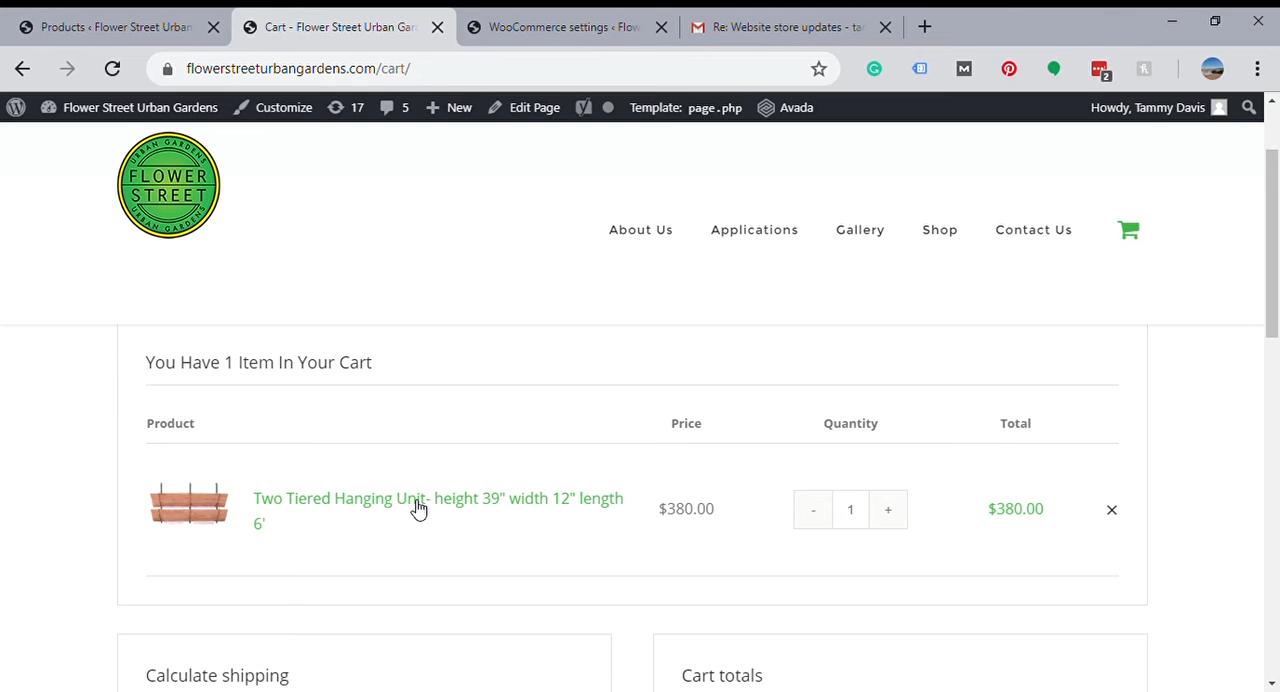 Products ‹ Flower Street Urban
Cart - Flower Street Urban Gar
WooCommerce settings ‹ Flow
Re: Website store updates - ta
flowerstreeturbangardens.com/cart/
2
Flower Street Urban Gardens
Customize
17
5
New
Edit Page
Template: page.php
Avada
Howdy, Tammy Davis
URBAN GARDENS
FLOWER
STREET
URBAN GARDENS
About Us
Applications
Gallery
Shop
Contact Us
You Have 1 Item In Your Cart
Product
Price
Quantity
Total
Two Tiered Hanging Unit- height 39" width 12" length
6'
$380.00
- 1 +
$380.00
Calculate shipping
Cart totals